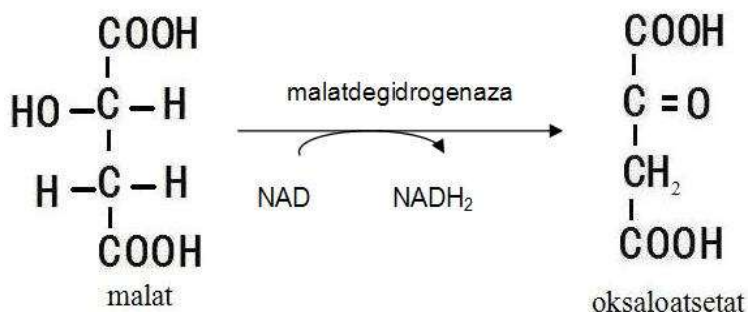 COOH
HO–C–H
H–C–H
COOH
malat
malatdegidrogenaza
NAD NADH₂
COOH
C=O
CH₂
COOH
oksaloatsetat